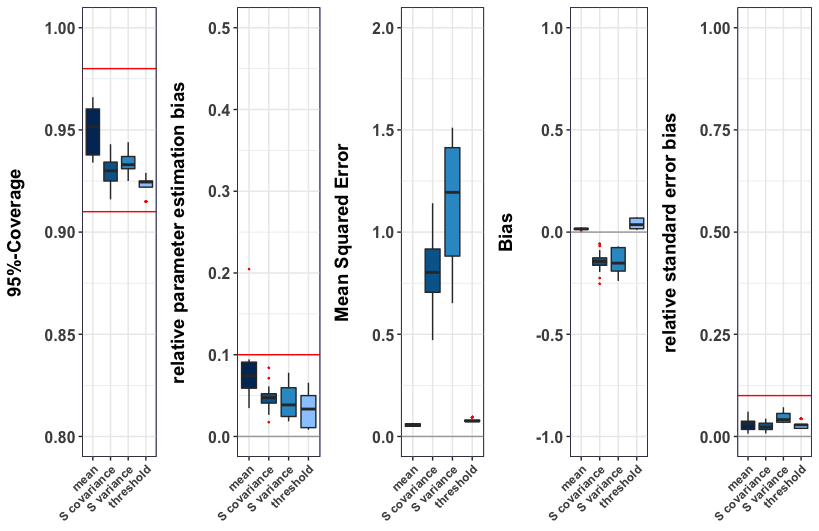 95%-Coverage
1.00
0.95
0.90
0.85
0.80
mean
S covariance
S variance
threshold
relative parameter estimation bias
0.5
0.4
0.3
0.2
0.1
0.0
mean
S covariance
S variance
threshold
Mean Squared Error
2.0
1.5
1.0
0.5
0.0
mean
S covariance
S variance
threshold
Bias
1.0
0.5
0.0
-0.5
-1.0
mean
S covariance
S variance
threshold
relative standard error bias
1.00
0.75
0.50
0.25
0.00
mean
S covariance
S variance
threshold